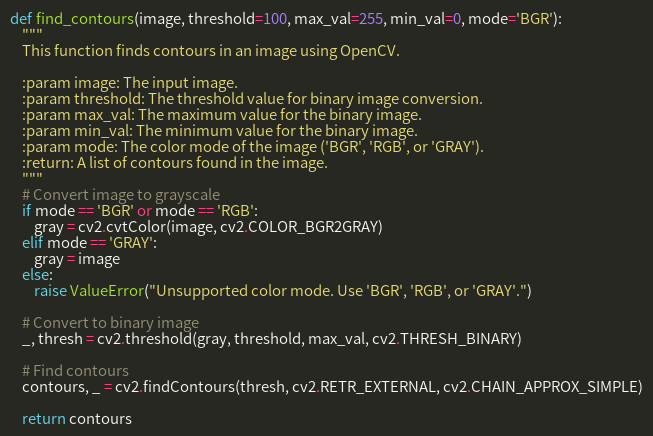 def find_contours(image, threshold=100, max_val=255, min_val=0, mode='BGR'):
    """
    This function finds contours in an image using OpenCV.

    :param image: The input image.
    :param threshold: The threshold value for binary image conversion.
    :param max_val: The maximum value for the binary image.
    :param min_val: The minimum value for the binary image.
    :param mode: The color mode of the image ('BGR', 'RGB', or 'GRAY').
    :return: A list of contours found in the image.
    """
    # Convert image to grayscale
    if mode == 'BGR' or mode == 'RGB':
        gray = cv2.cvtColor(image, cv2.COLOR_BGR2GRAY)
    elif mode == 'GRAY':
        gray = image
    else:
        raise ValueError("Unsupported color mode. Use 'BGR', 'RGB', or 'GRAY'.")

    # Convert to binary image
    _, thresh = cv2.threshold(gray, threshold, max_val, cv2.THRESH_BINARY)

    # Find contours
    contours, _ = cv2.findContours(thresh, cv2.RETR_EXTERNAL, cv2.CHAIN_APPROX_SIMPLE)

    return contours